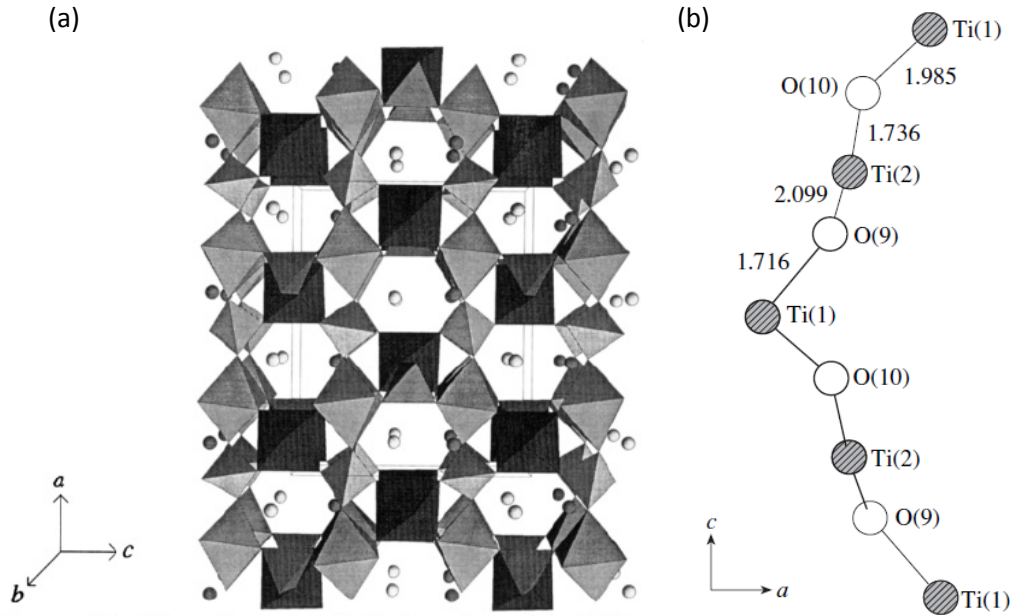 (a)
(b)
Ti(1)
O(10)
1.985
1.736
Ti(2)
2.099
O(9)
1.716
Ti(1)
O(10)
Ti(2)
O(9)
Ti(1)
a
c
b
c
a